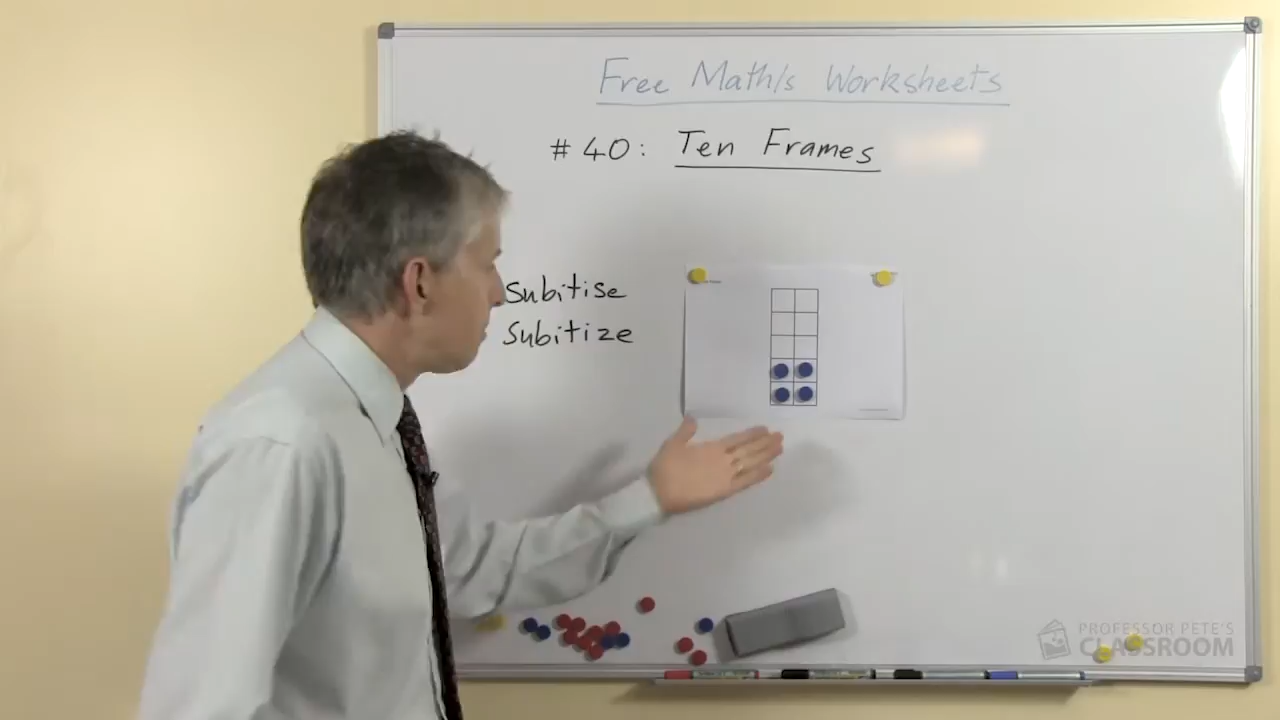 Free Math/s Worksheets
# 40: Ten Frames
Subitise
Subitize
PROFESSOR PETE'S
CLASSROOM